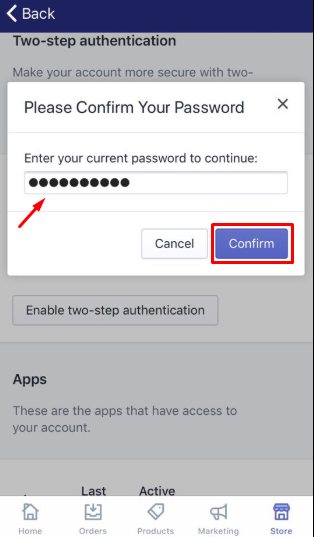 Back
Two-step authentication
Make your account more secure with two-
Please Confirm Your Password
Enter your current password to continue:
●●●●●●●●●●
Cancel Confirm
Enable two-step authentication
Apps
These are the apps that have access to
your account.
Last Active
Home Orders Products Marketing Store